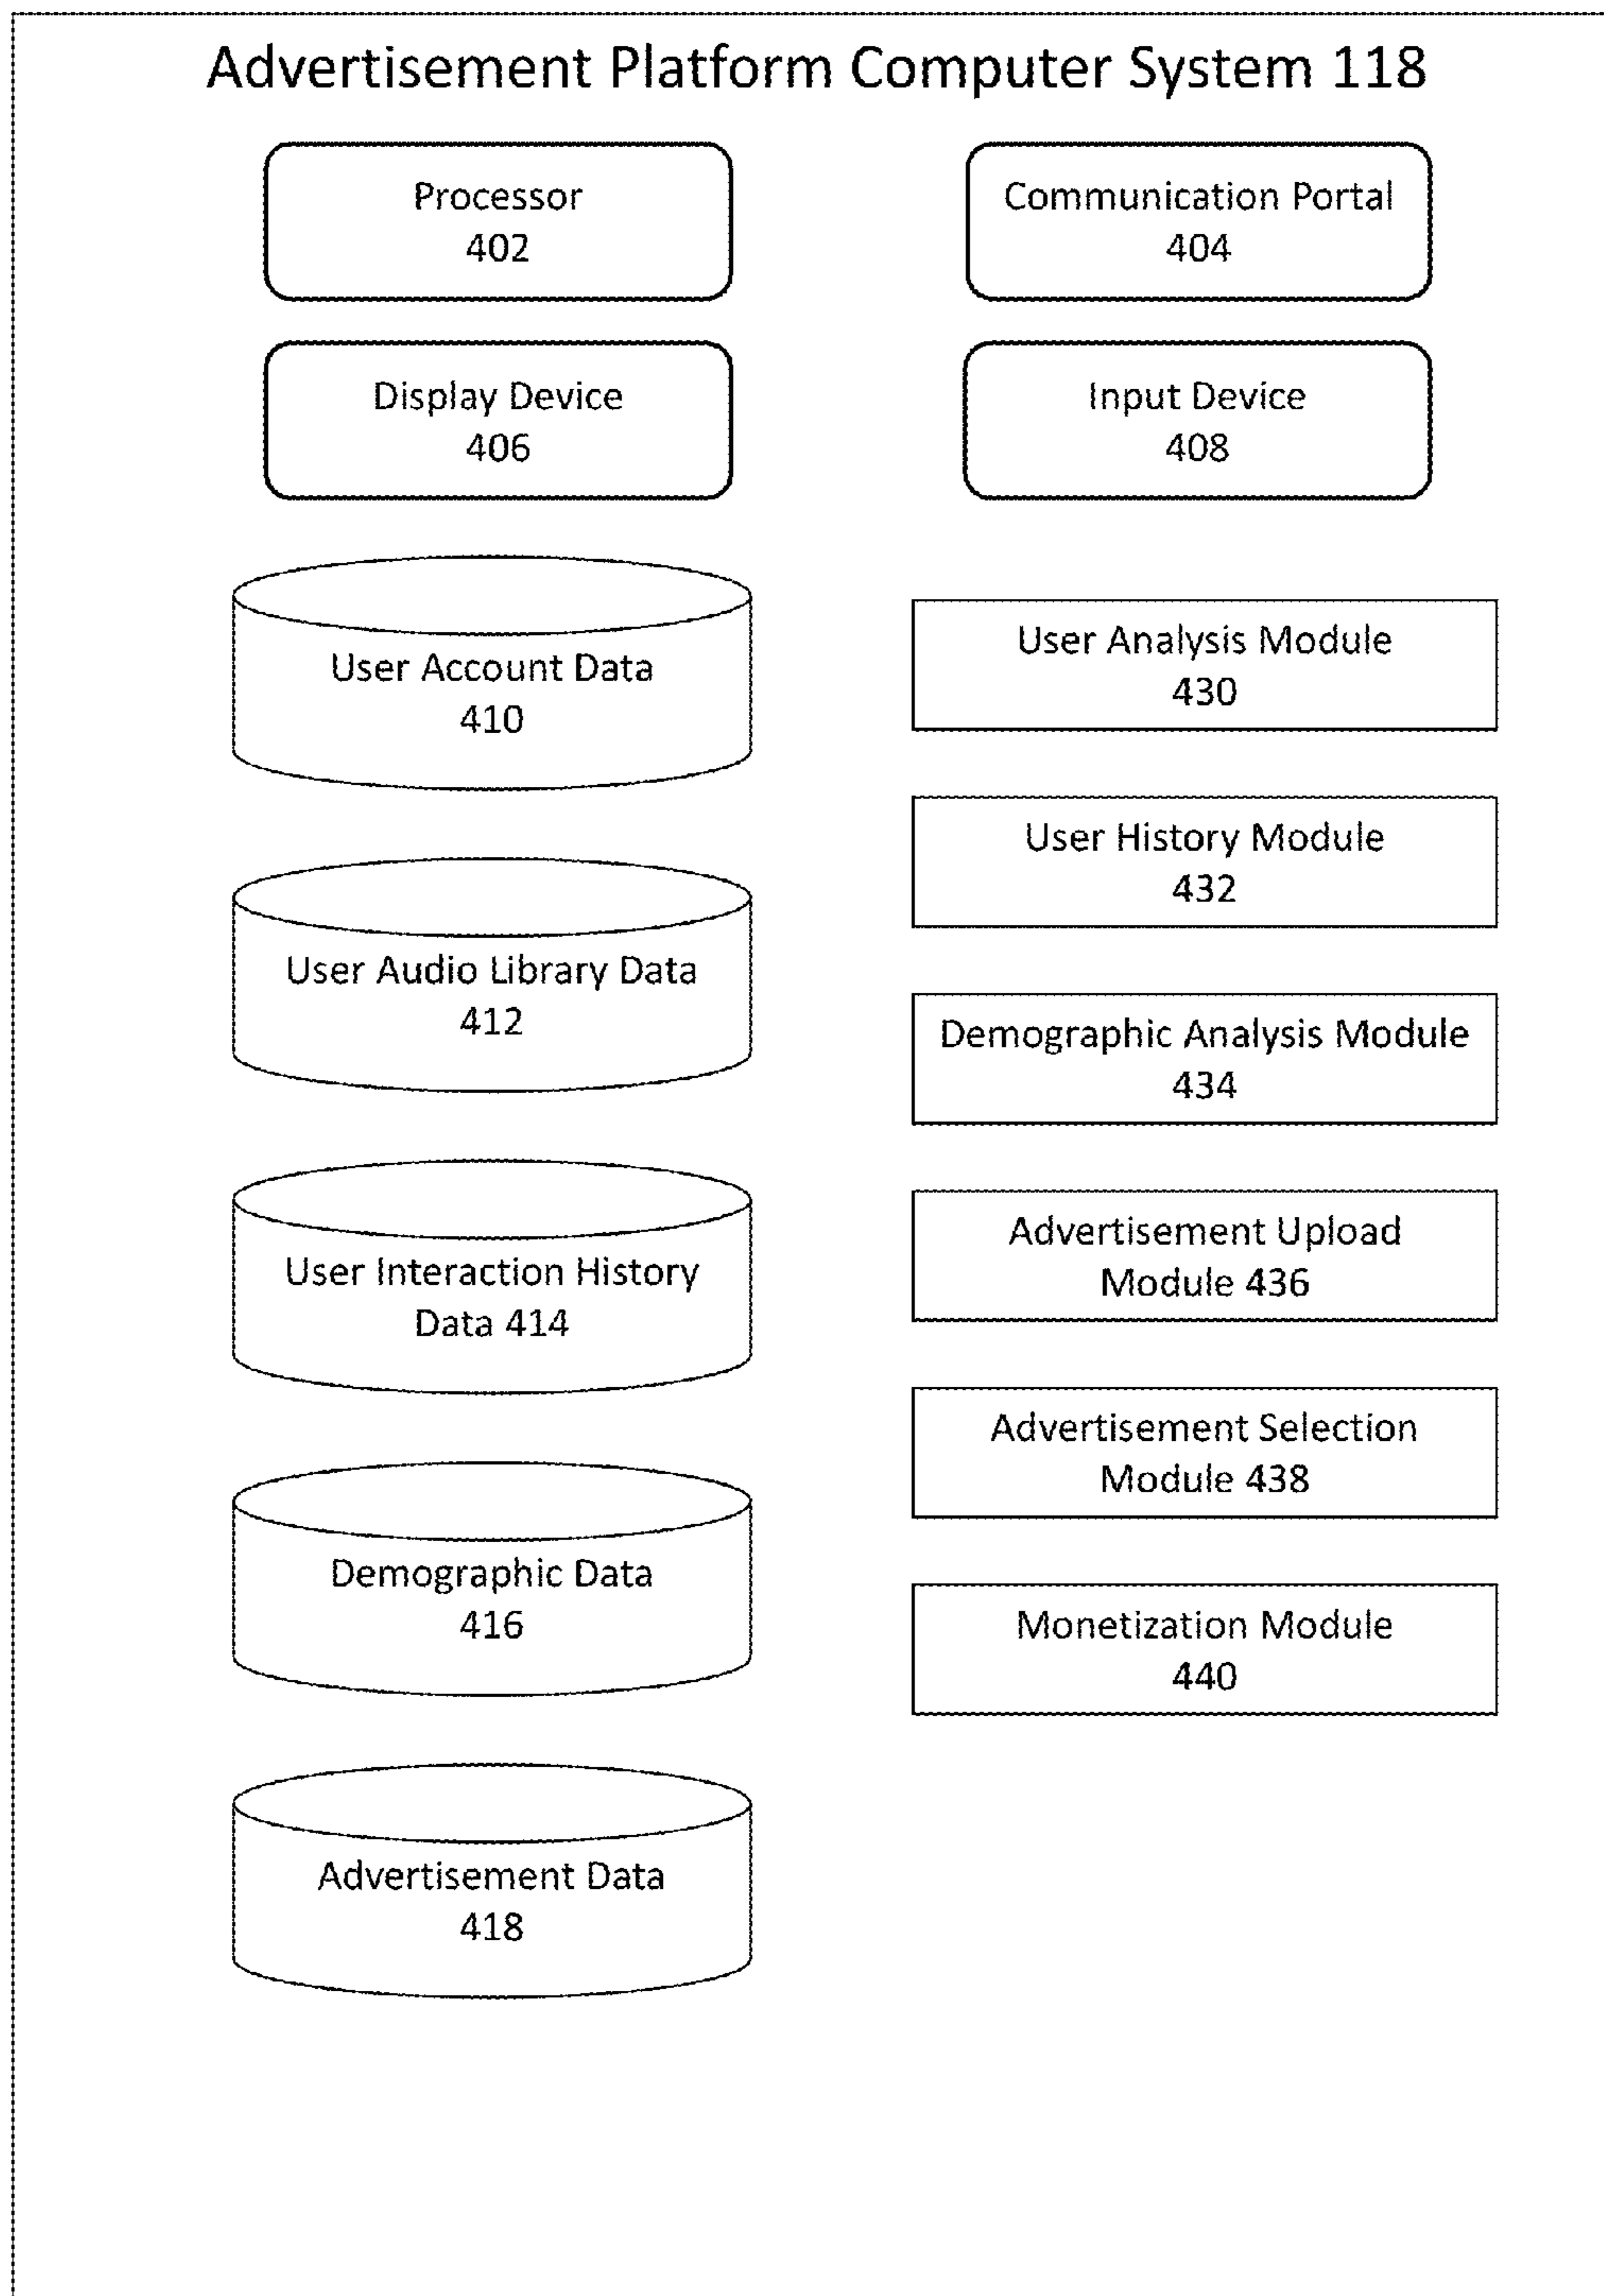 Advertisement Platform Computer System 118
Processor
402
Communication Portal
404
Display Device
406
Input Device
408
User Account Data
410
User Audio Library Data
412
User Interaction History
Data 414
Demographic Data
416
Advertisement Data
418
User Analysis Module
430
User History Module
432
Demographic Analysis Module
434
Advertisement Upload
Module 436
Advertisement Selection
Module 438
Monetization Module
440